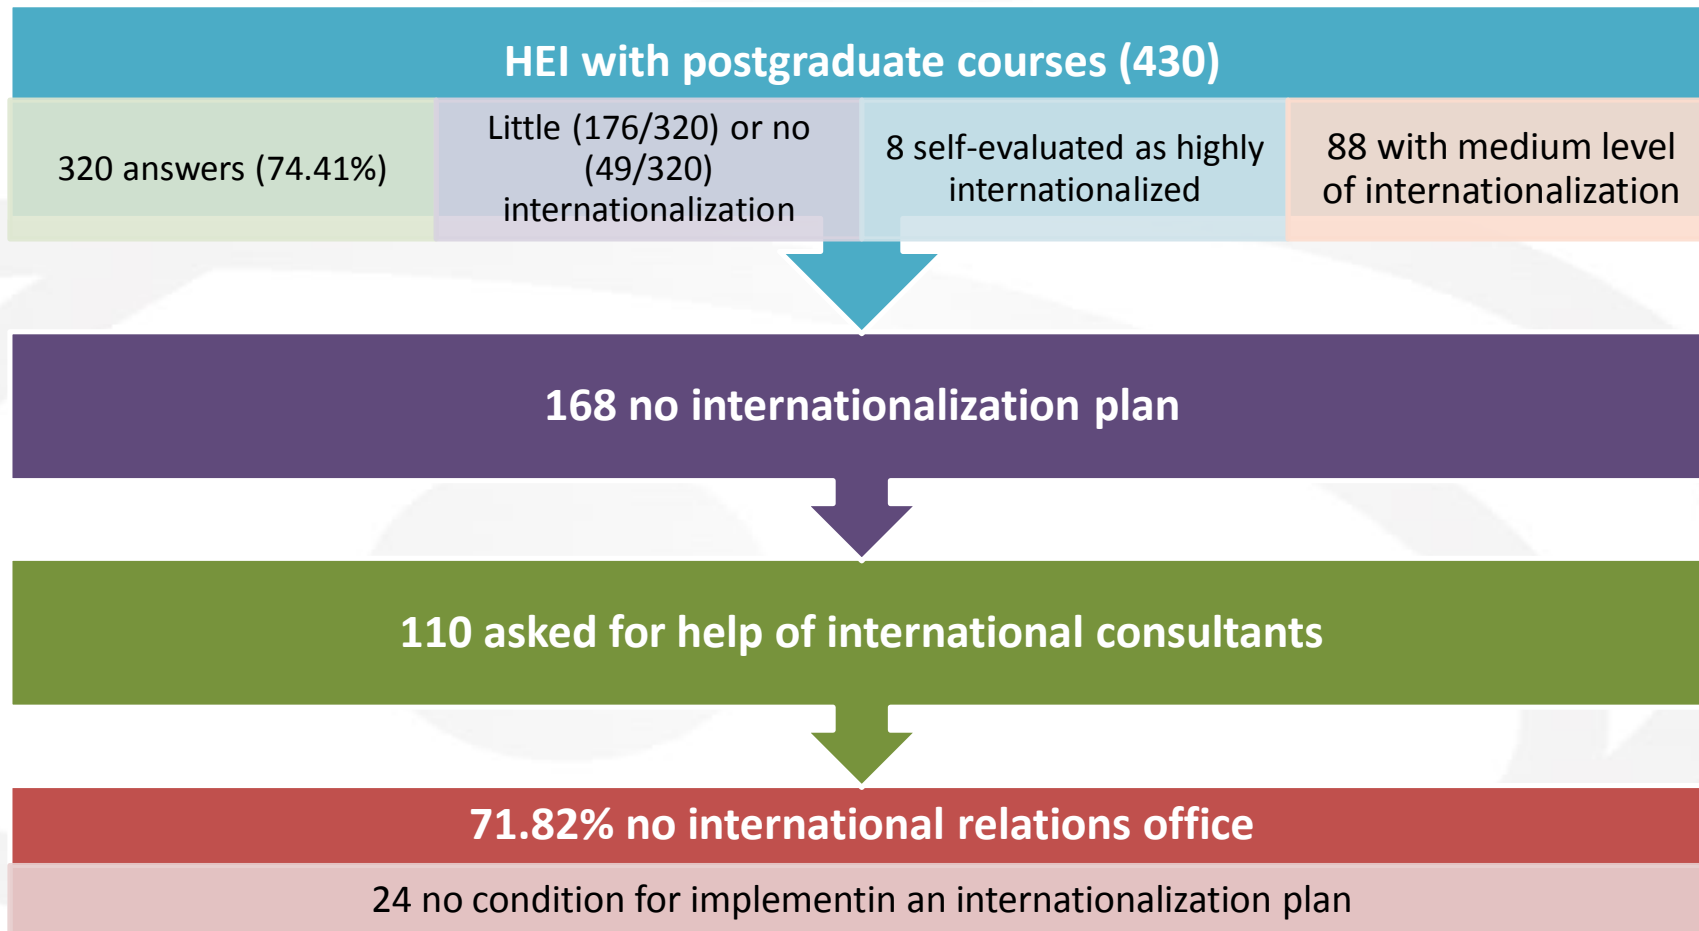 HEI with postgraduate courses (430)
320 answers (74.41%)
Little (176/320) or no
(49/320)
internationalization
8 self-evaluated as highly
internationalized
88 with medium level
of internationalization
168 no internationalization plan
110 asked for help of international consultants
71.82% no international relations office
24 no condition for implementin an internationalization plan